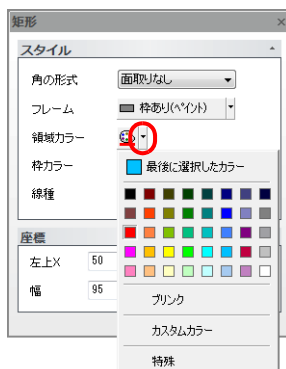 矩形
スタイル
角の形式 面取りなし
フレーム 枠あり(ペイント)
領域カラー
枠カラー
最後に選択したカラー
線種
座標
左上X 50
幅 95
ブリンク
カスタムカラー
特殊